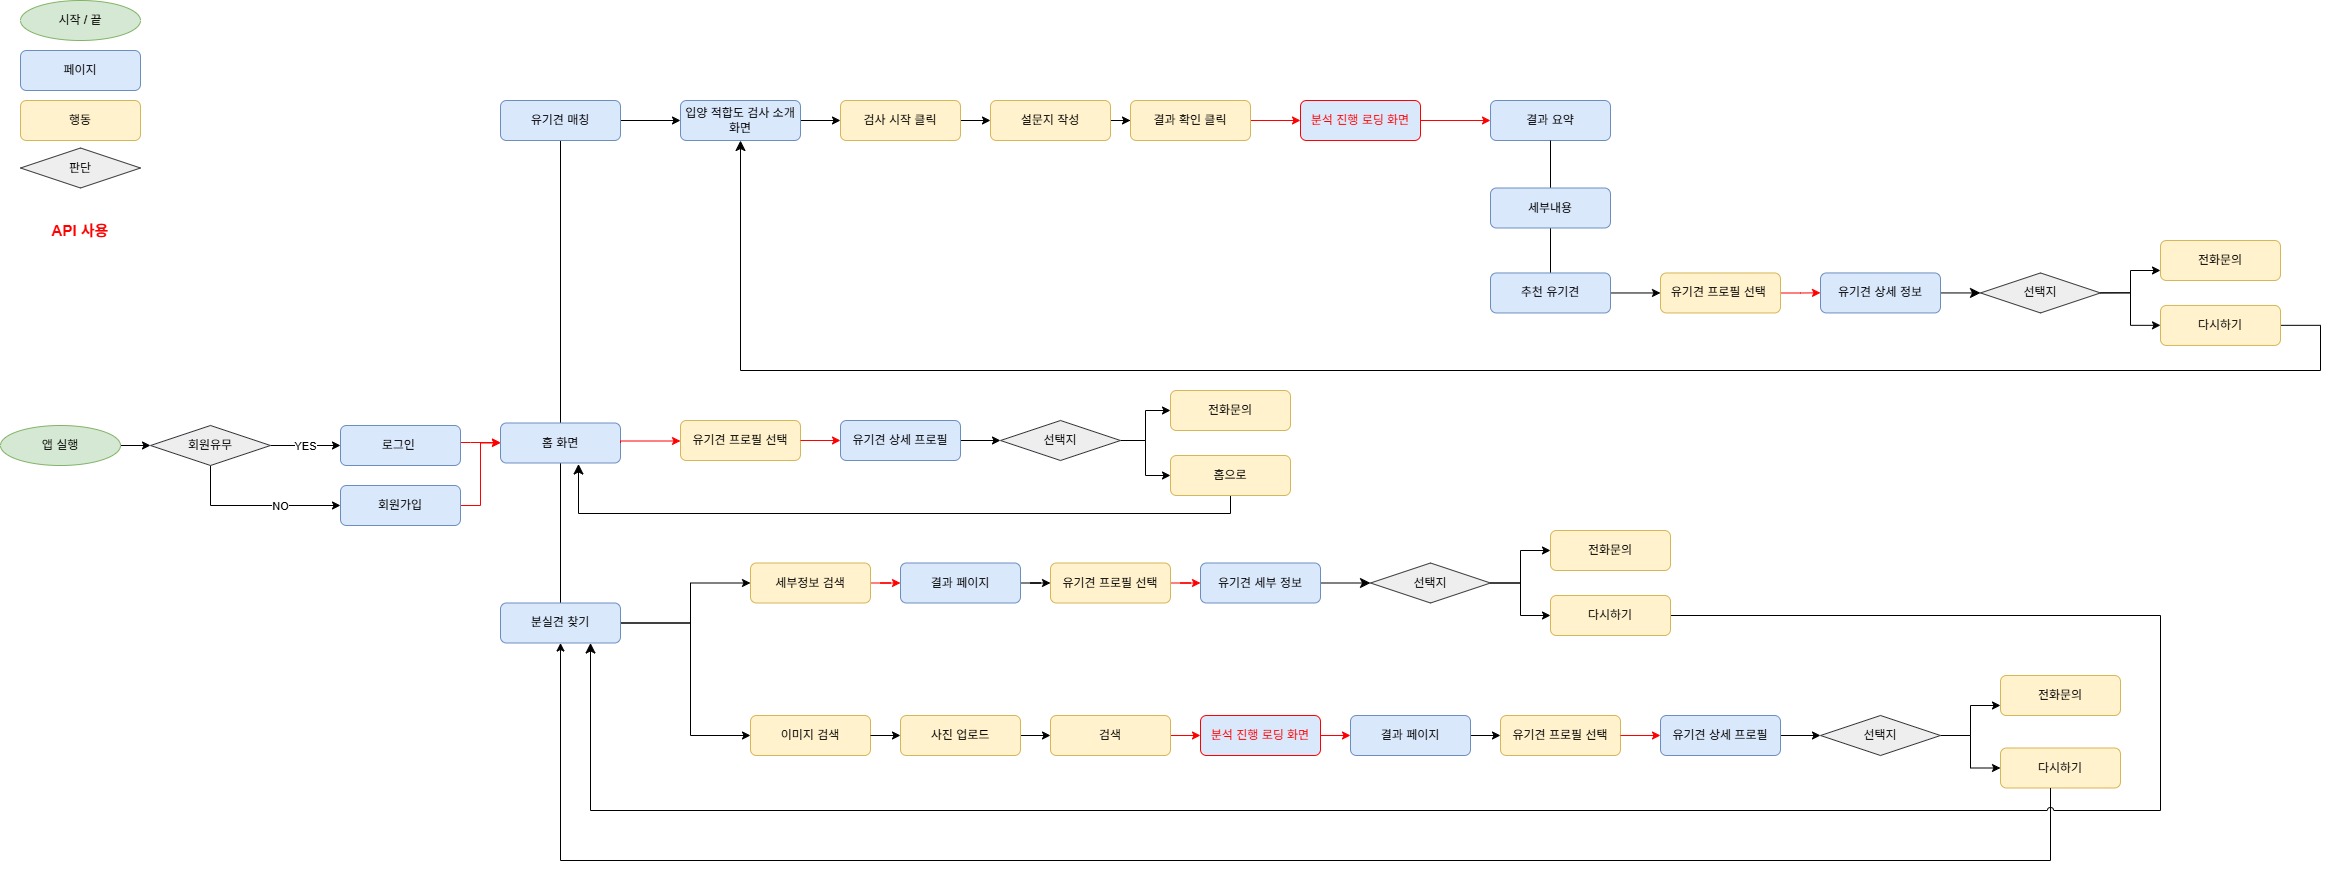 시작 / 끝
페이지
행동
판단
API 사용
유기견 매칭
입양 적합도 검사 소개
화면
검사 시작 클릭
설문지 작성
결과 확인 클릭
분석 진행 로딩 화면
결과 요약
세부내용
추천 유기견
유기견 프로필 선택
유기견 상세 정보
선택지
전화문의
다시하기
앱 실행
회원유무
YES
로그인
NO
회원가입
홈 화면
유기견 프로필 선택
유기견 상세 프로필
선택지
전화문의
홈으로
분실견 찾기
세부정보 검색
결과 페이지
유기견 프로필 선택
유기견 세부 정보
선택지
전화문의
다시하기
이미지 검색
사진 업로드
검색
분석 진행 로딩 화면
결과 페이지
유기견 프로필 선택
유기견 상세 프로필
선택지
전화문의
다시하기